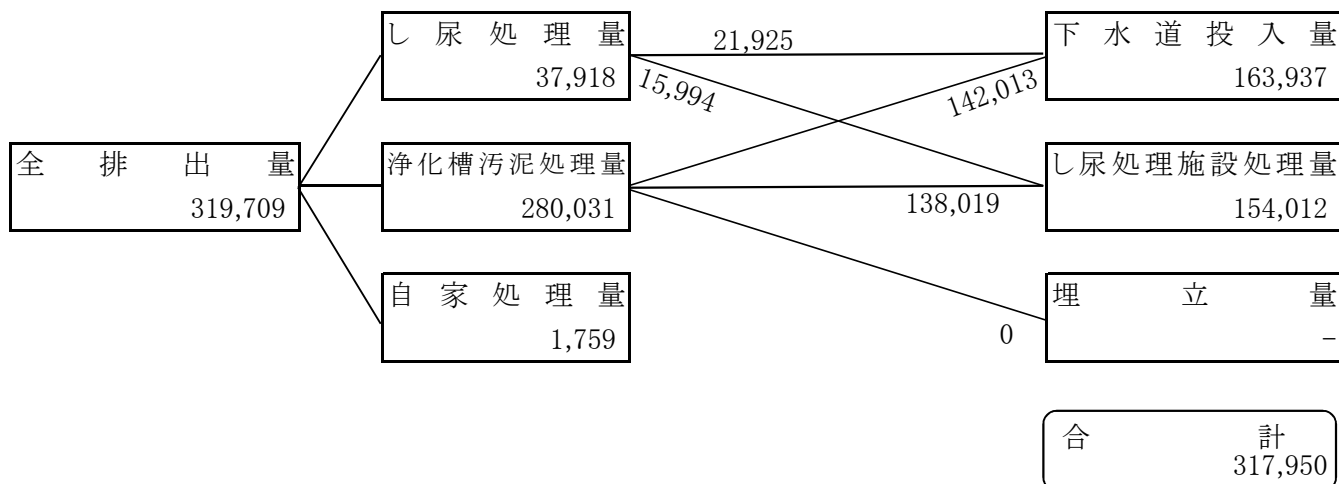 全排出量
319,709
し尿処理量
37,918
浄化槽汚泥処理量
280,031
自家処理量
1,759
21,925
15,994
142,013
138,019
0
下水道投入量
163,937
し尿処理施設処理量
154,012
埋立量
-
合計
317,950